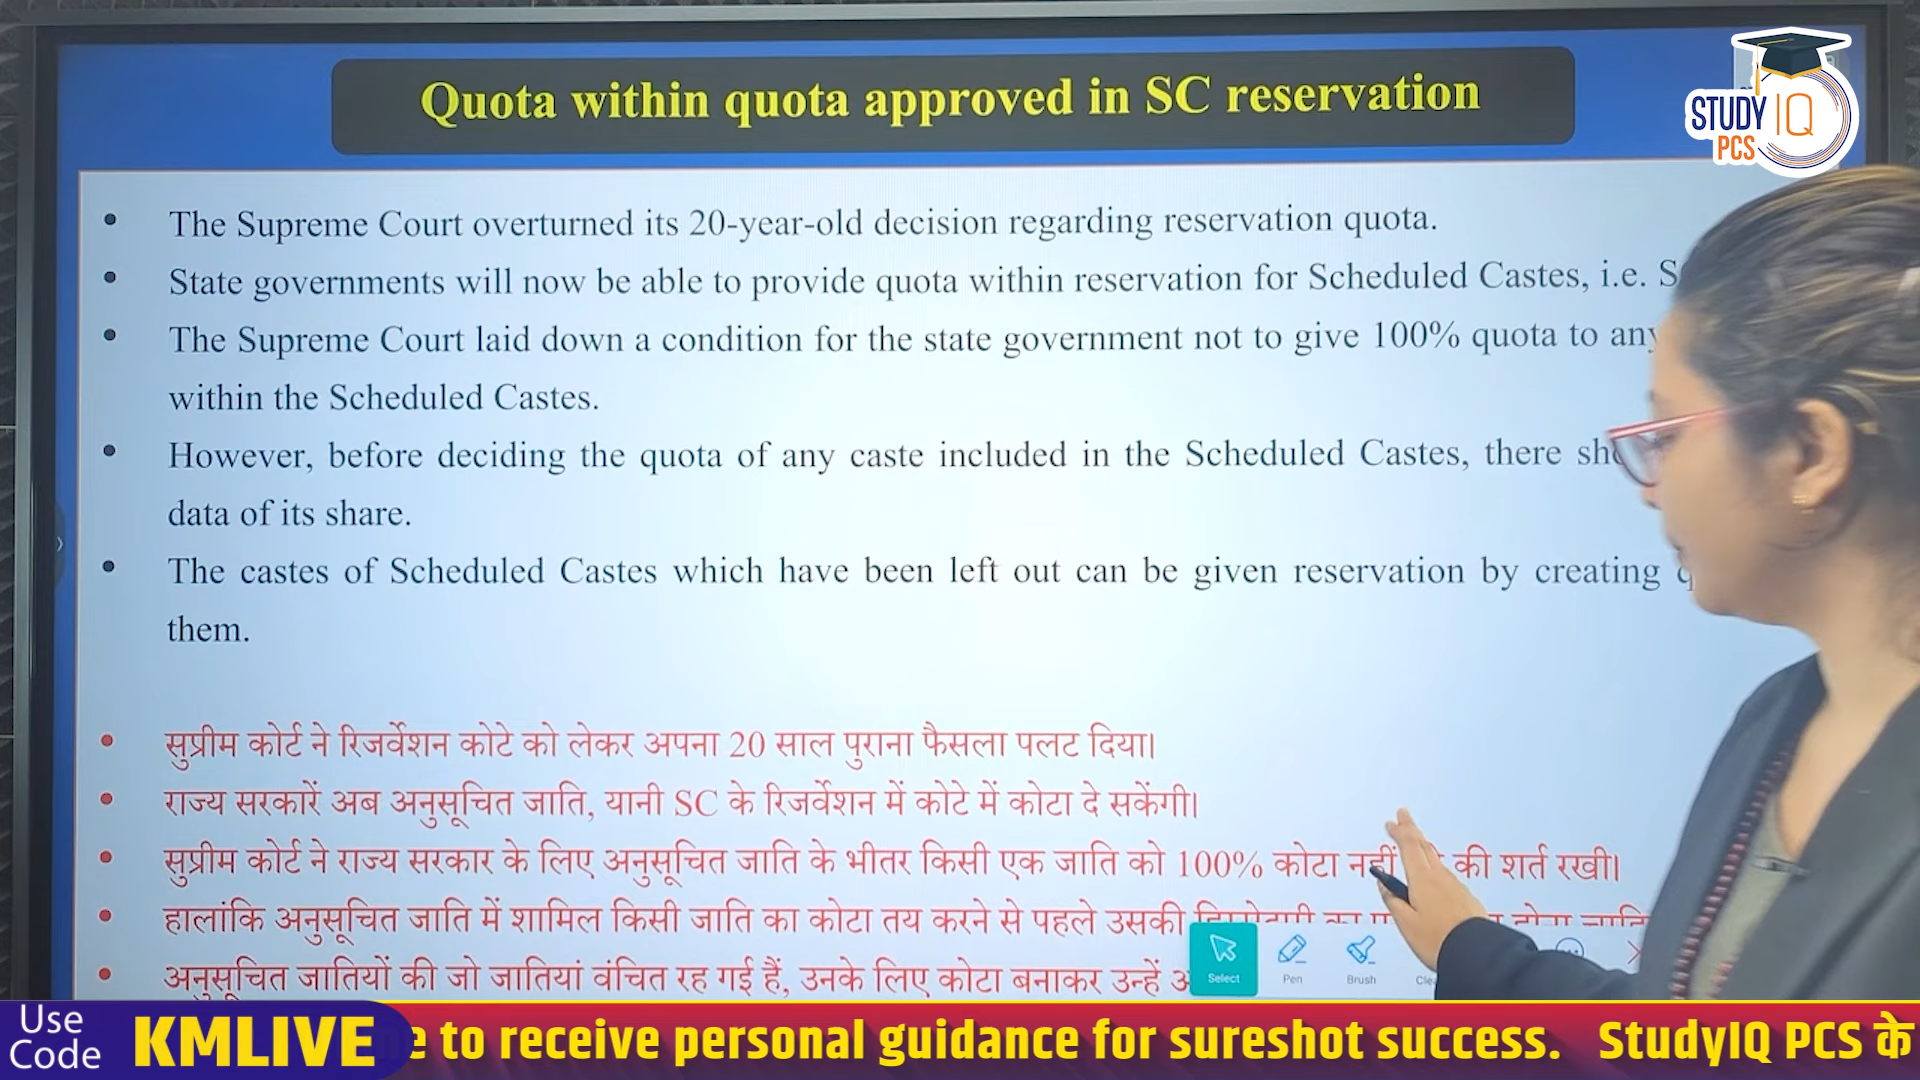 Quota within quota approved in SC reservation
STUDY IQ
PCS
• The Supreme Court overturned its 20-year-old decision regarding reservation quota.
• State governments will now be able to provide quota within reservation for Scheduled Castes, i.e.
• The Supreme Court laid down a condition for the state government not to give 100% quota to any
within the Scheduled Castes.
• However, before deciding the quota of any caste included in the Scheduled Castes, there
data of its share.
• The castes of Scheduled Castes which have been left out can be given reservation by creating
them.
• सुप्रीम कोर्ट ने रिजर्वेशन कोटे को लेकर अपना 20 साल पुराना फैसला पलट दिया।
• राज्य सरकारें अब अनुसूचित जाति, यानी SC के रिजर्वेशन में कोटे में कोटा दे सकेंगी।
• सुप्रीम कोर्ट ने राज्य सरकार के लिए अनुसूचित जाति के भीतर किसी एक जाति को 100% कोटा नहीं की शर्त रखी।
• हालांकि अनुसूचित जाति में शामिल किसी जाति का कोटा तय करने से पहले उसकी
• अनुसूचित जातियों की जो जातियां वंचित रह गई हैं, उनके लिए कोटा बनाकर उन्हें
Select Pen Brush
Use
Code
KMLIVE
to receive personal guidance for sureshot success. StudyIQ PCS के